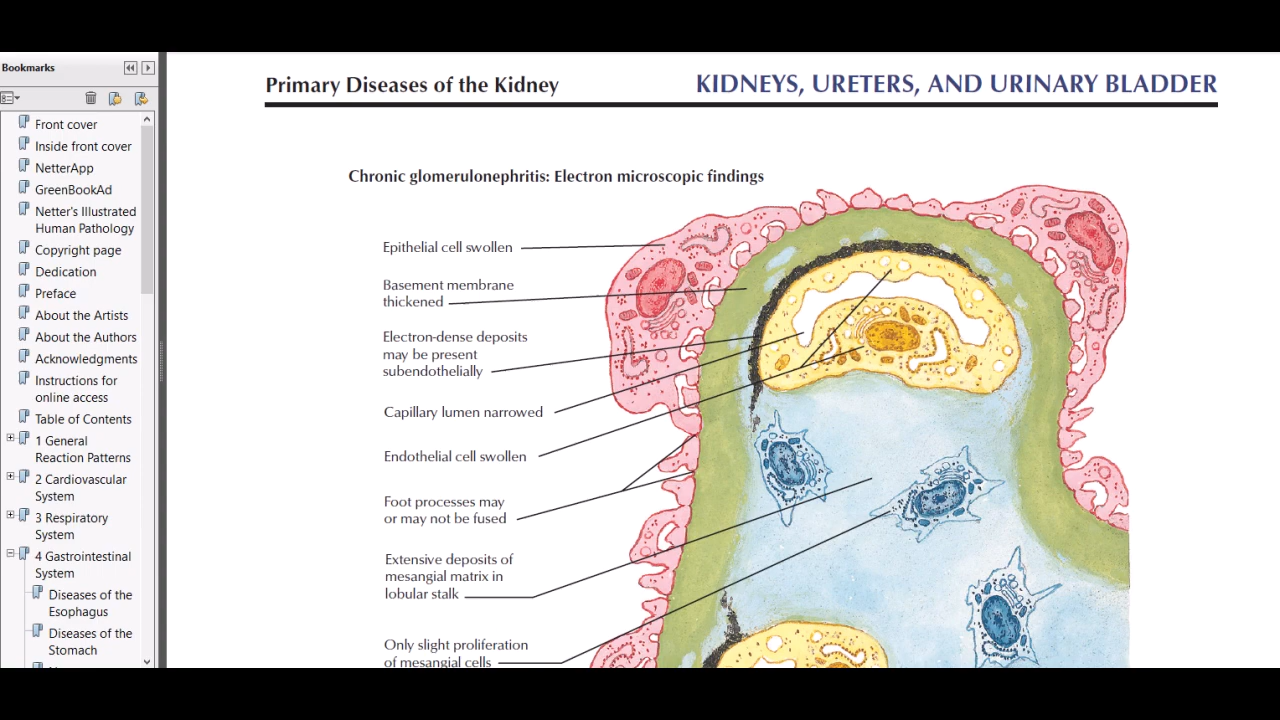 Bookmarks
Front cover
Inside front cover
NetterApp
GreenBookAd
Netter's Illustrated
Human Pathology
Copyright page
Dedication
Preface
About the Artists
About the Authors
Acknowledgments
Instructions for
online access
Table of Contents
1 General
Reaction Patterns
2 Cardiovascular
System
3 Respiratory
System
4 Gastrointestinal
System
Diseases of the
Esophagus
Diseases of the
Stomach
Primary Diseases of the Kidney
KIDNEYS, URETERS, AND URINARY BLADDER
Chronic glomerulonephritis: Electron microscopic findings
Epithelial cell swollen
Basement membrane
thickened
Electron-dense deposits
may be present
subendothelially
Capillary lumen narrowed
Endothelial cell swollen
Foot processes may
or may not be fused
Extensive deposits of
mesangial matrix in
lobular stalk
Only slight proliferation
of mesangial cells